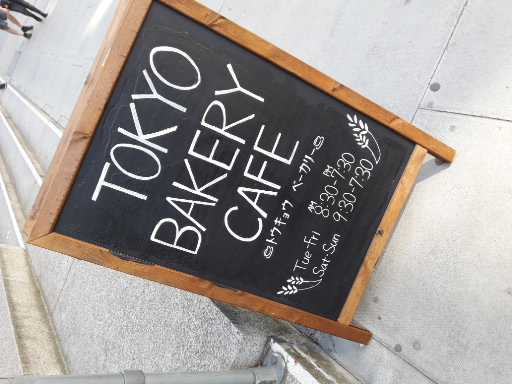 TOKYO
BAKERY
CAFE
トウキョウ ベーカリー
Tue-Fri 8:30-7:30
Sat-Sun 9:30-7:30